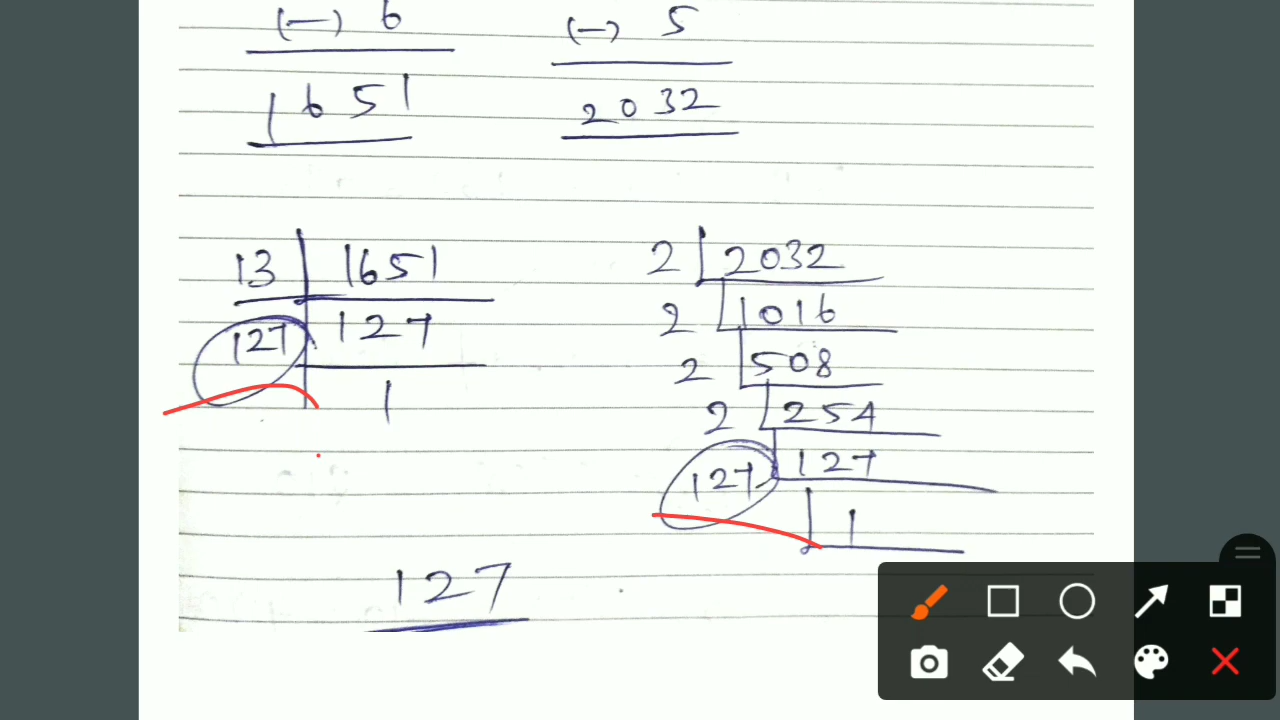 (−) 6 (−) 5
1651 2032
13 1651 2 2032
127 127 2 1016
1 2 508
2 254
127 127
1
127